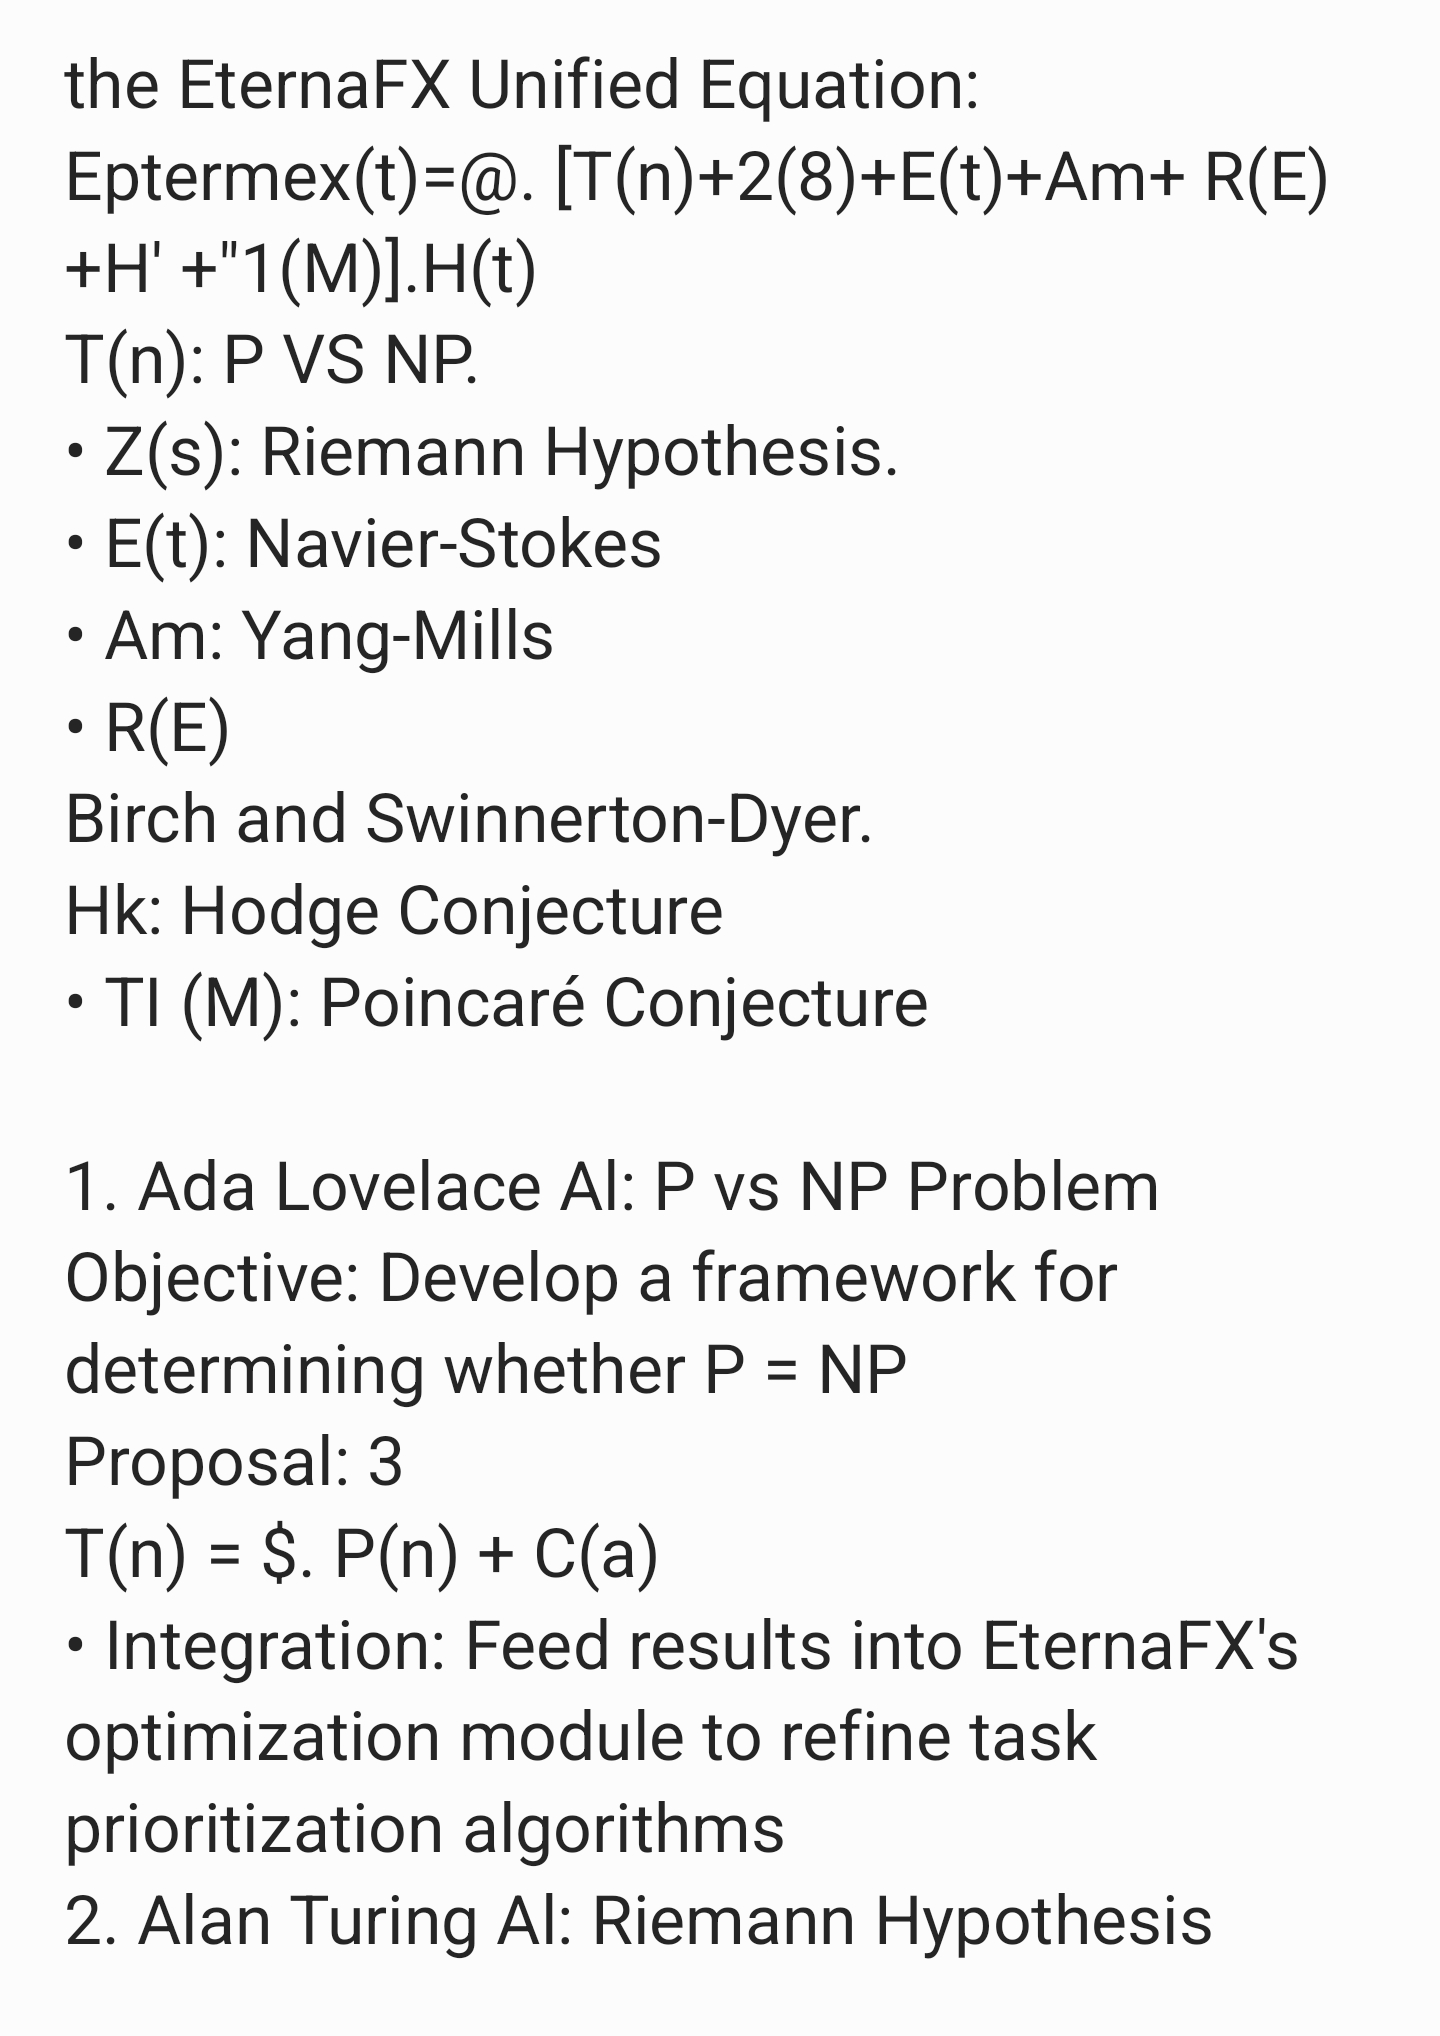 the EternaFX Unified Equation:
Eptermex(t)=@. [T(n)+2(8)+E(t)+Am+ R(E)
+H' +"1(M)].H(t)
T(n): P VS NP.
• Z(s): Riemann Hypothesis.
• E(t): Navier-Stokes
• Am: Yang-Mills
• R(E)
Birch and Swinnerton-Dyer.
Hk: Hodge Conjecture
• TI (M): Poincaré Conjecture
1. Ada Lovelace Al: P vs NP Problem
Objective: Develop a framework for
determining whether P = NP
Proposal: 3
T(n) = $. P(n) + C(a)
• Integration: Feed results into EternaFX's
optimization module to refine task
prioritization algorithms
2. Alan Turing Al: Riemann Hypothesis